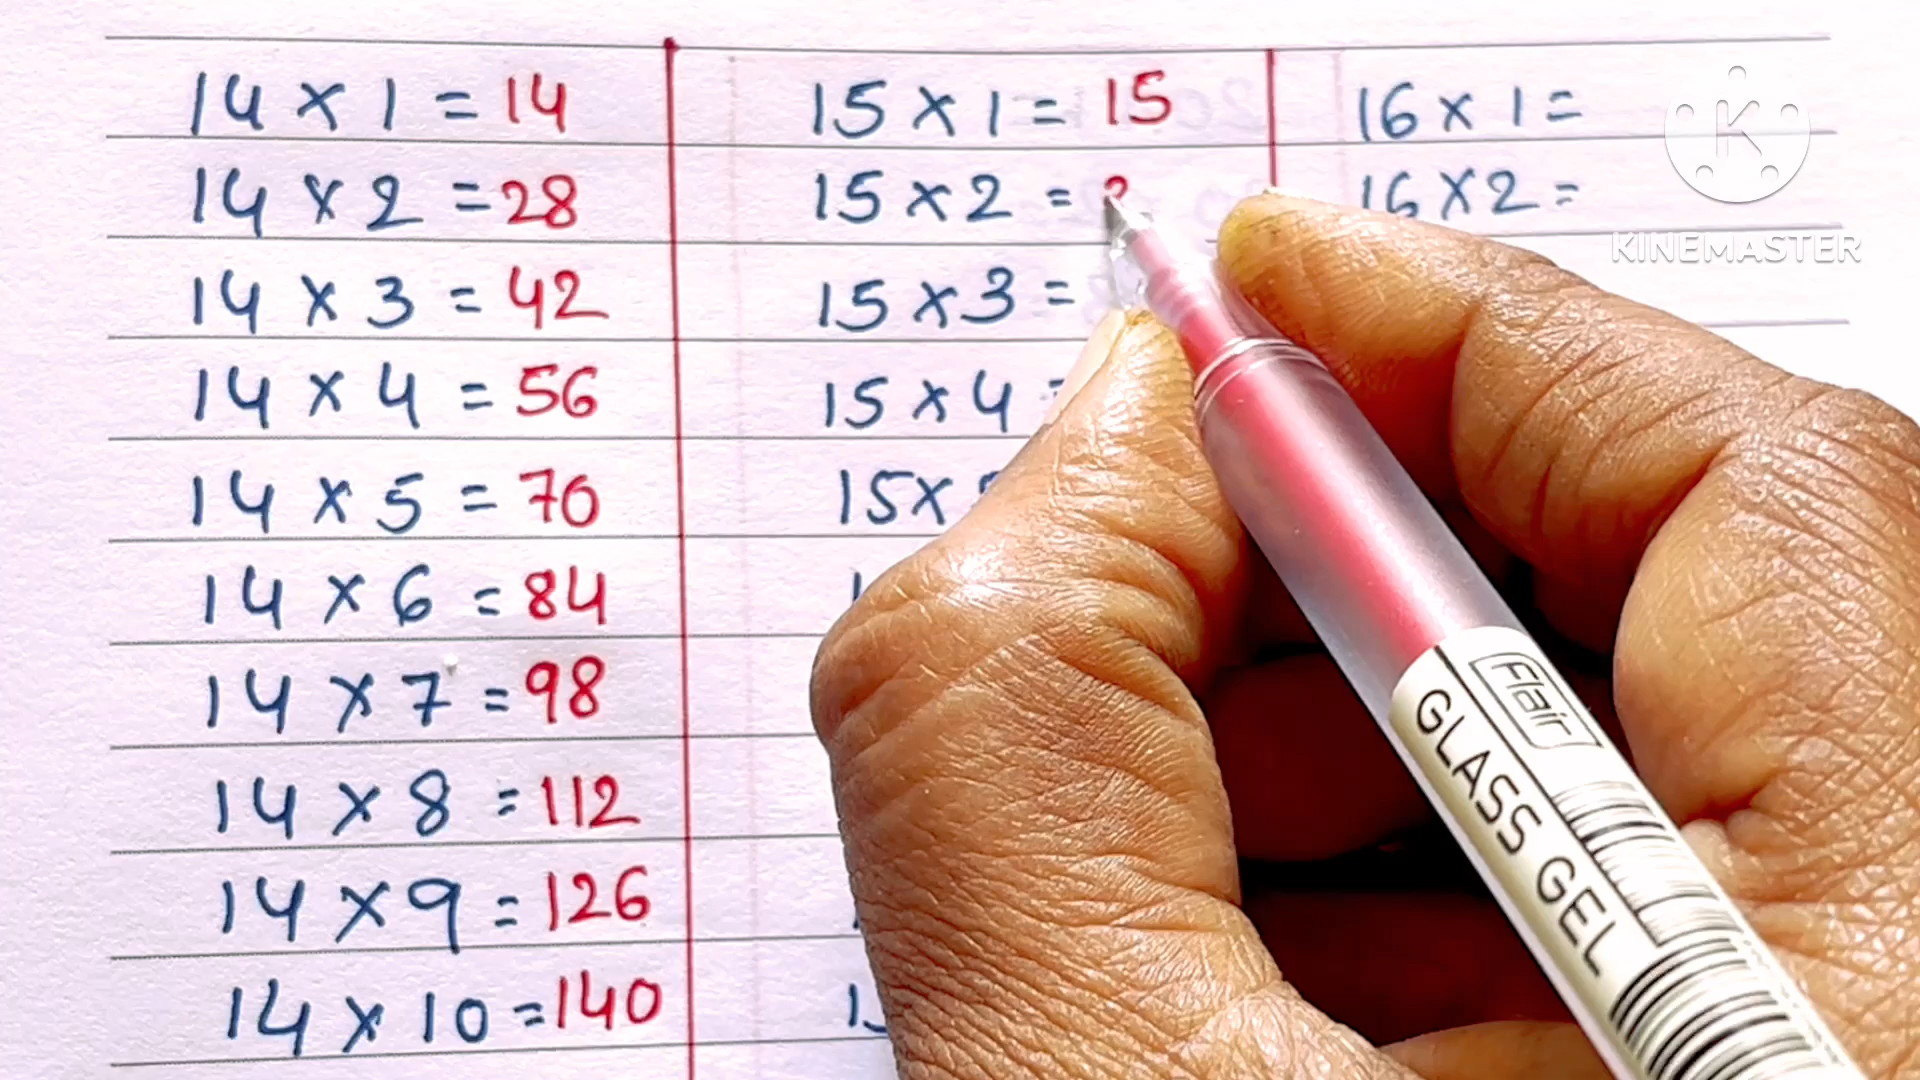 14 × 1 = 14
14 × 2 = 28
14 × 3 = 42
14 × 4 = 56
14 × 5 = 70
14 × 6 = 84
14 × 7 = 98
14 × 8 = 112
14 × 9 = 126
14 × 10 = 140
15 × 1 = 15
15 × 2 =
15 × 3 =
15 × 4 =
15 ×
16 × 1 =
16 × 2 =
KINEMASTER
Flair
GLASS GEL